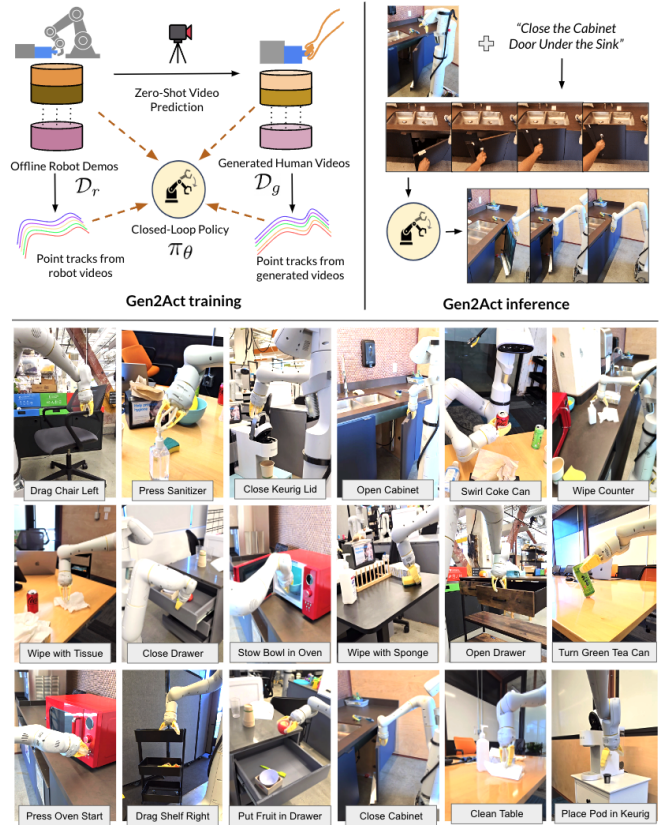 Zero-Shot Video
Prediction
Offline Robot Demos
𝒟r
Generated Human Videos
𝒟g
Closed-Loop Policy
πθ
Point tracks from
robot videos
Point tracks from
generated videos
Gen2Act training
“Close the Cabinet
Door Under the Sink”
Gen2Act inference
Drag Chair Left
Press Sanitizer
Close Keurig Lid
Open Cabinet
Swirl Coke Can
Wipe Counter
Wipe with Tissue
Close Drawer
Stow Bowl in Oven
Wipe with Sponge
Open Drawer
Turn Green Tea Can
Press Oven Start
Drag Shelf Right
Put Fruit in Drawer
Close Cabinet
Clean Table
Place Pod in Keurig